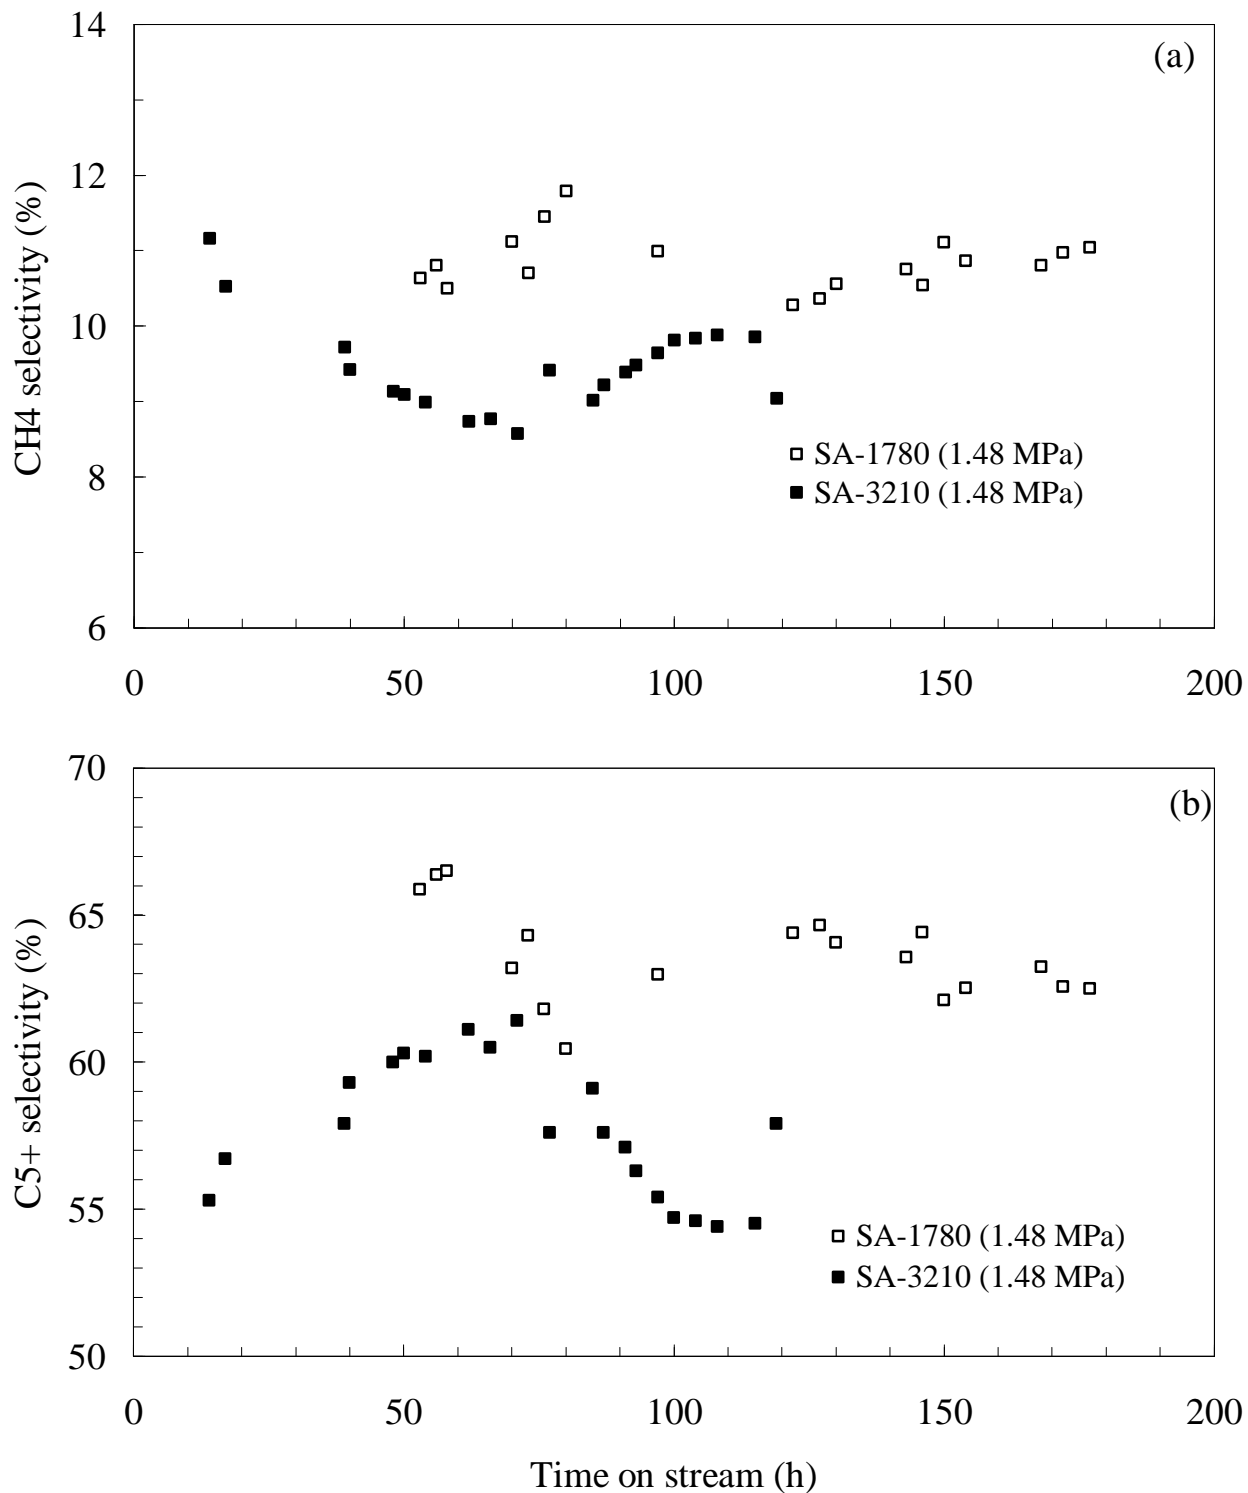 14
(a)
12
10
8
6
CH4 selectivity (%)
SA-1780 (1.48 MPa)
SA-3210 (1.48 MPa)
0 50 100 150 200
70
(b)
65
60
55
50
C5+ selectivity (%)
SA-1780 (1.48 MPa)
SA-3210 (1.48 MPa)
0 50 100 150 200
Time on stream (h)